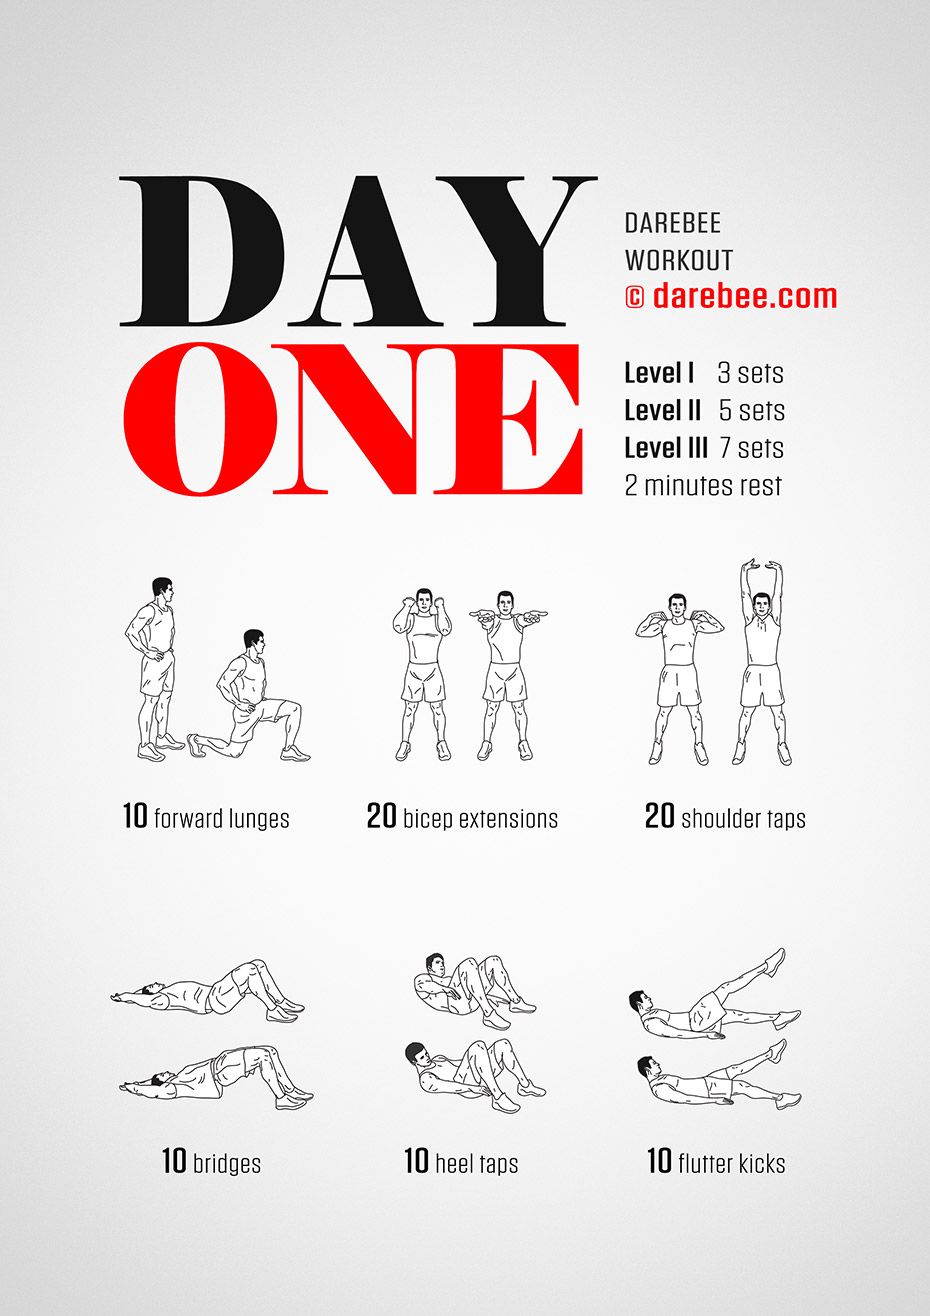 DAY
ONE
DAREBEE
WORKOUT
© darebee.com
Level I 3 sets
Level II 5 sets
Level III 7 sets
2 minutes rest
10 forward lunges
20 bicep extensions
20 shoulder taps
10 bridges
10 heel taps
10 flutter kicks